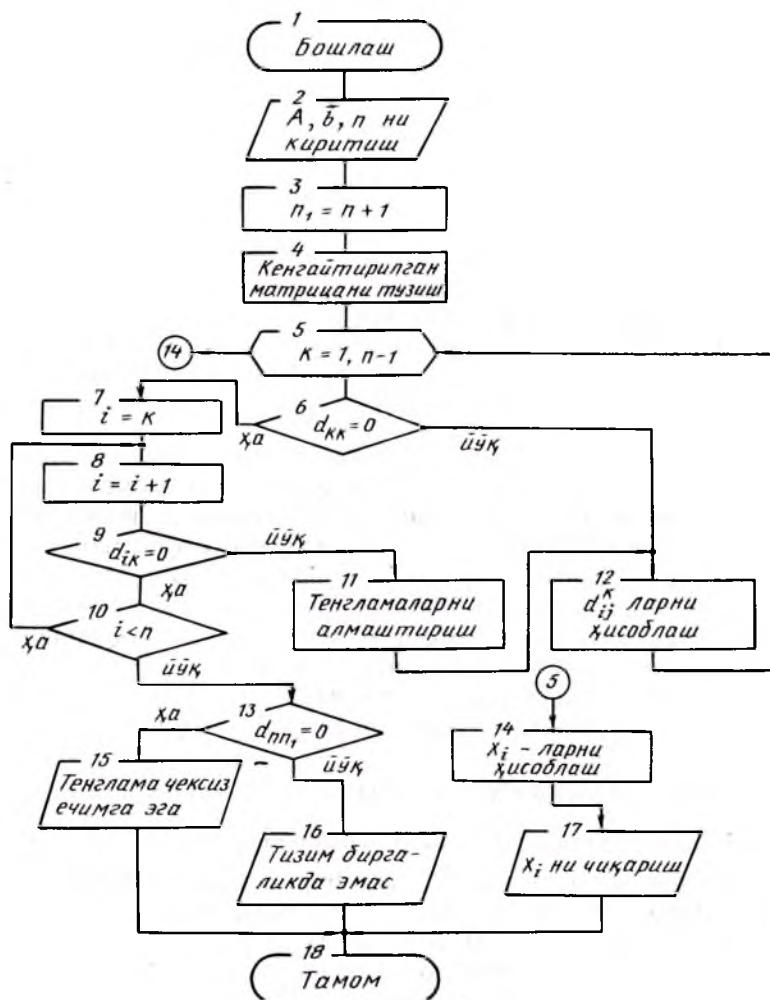 1
Бошлаш
2
A, b̄, n ни
киритиш
3
n₁ = n + 1
4
Кенгайтирилган
матрицани тузиш
5
14
к = 1, n-1
7
i = к
6
d_кк = 0
ҳа
йўқ
8
i = i + 1
9
d_iк = 0
йўқ
ҳа
11
Тенгламаларни
алмаштириш
12
d_ij^к ларни
ҳисоблаш
10
i < n
ҳа
йўқ
5
13
d_nn₁ = 0
ҳа
йўқ
14
x_i - ларни
ҳисоблаш
15
Тенглама чексиз
ечимга эга
16
Тизим бирга-
ликда эмас
17
x_i ни чиқариш
18
Тамом